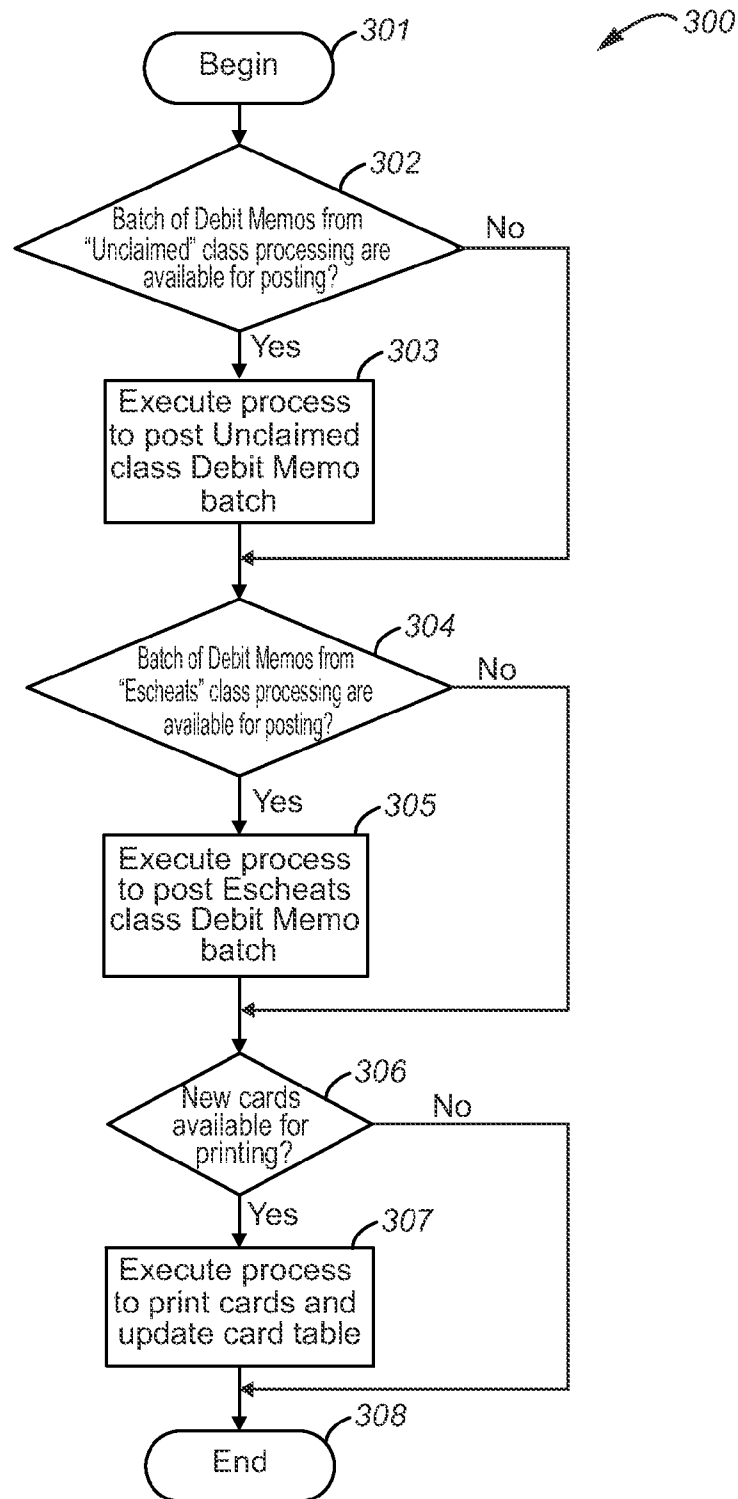 300
301
Begin
302
Batch of Debit Memos from
"Unclaimed" class processing are
available for posting?
No
Yes
303
Execute process
to post Unclaimed
class Debit Memo
batch
304
Batch of Debit Memos from
"Escheats" class processing are
available for posting?
No
Yes
305
Execute process
to post Escheats
class Debit Memo
batch
306
New cards
available for
printing?
No
Yes
307
Execute process
to print cards and
update card table
308
End